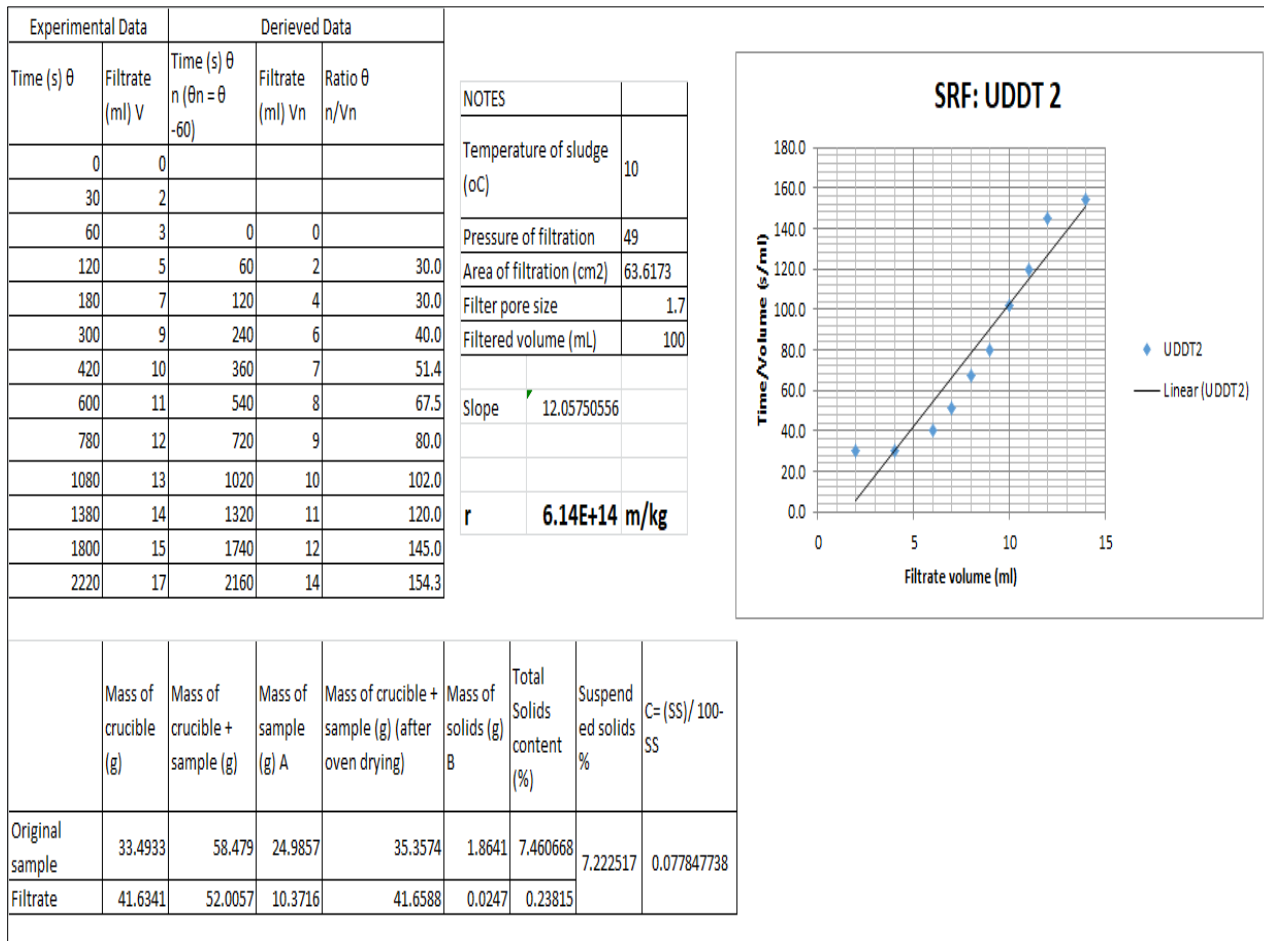 Experimental Data Derieved Data
Time (s) θ Filtrate (ml) V Time (s) θ n (θn = θ -60) Filtrate (ml) Vn Ratio θ n/Vn
0 0
30 2
60 3 0 0
120 5 60 2 30.0
180 7 120 4 30.0
300 9 240 6 40.0
420 10 360 7 51.4
600 11 540 8 67.5
780 12 720 9 80.0
1080 13 1020 10 102.0
1380 14 1320 11 120.0
1800 15 1740 12 145.0
2220 17 2160 14 154.3
NOTES
Temperature of sludge (oC) 10
Pressure of filtration 49
Area of filtration (cm2) 63.6173
Filter pore size 1.7
Filtered volume (mL) 100
Slope 12.05750556
r 6.14E+14 m/kg
SRF: UDDT 2
Time/Volume (s/ml)
180.0
160.0
140.0
120.0
100.0
80.0
60.0
40.0
20.0
0.0
0 5 10 15
Filtrate volume (ml)
UDDT2
Linear (UDDT2)
Mass of crucible (g) Mass of crucible + sample (g) Mass of sample (g) A Mass of crucible + sample (g) (after oven drying) Mass of solids (g) B Total Solids content (%) Suspend ed solids % C= (SS)/ 100- SS
Original sample 33.4933 58.479 24.9857 35.3574 1.8641 7.460668 7.222517 0.077847738
Filtrate 41.6341 52.0057 10.3716 41.6588 0.0247 0.23815